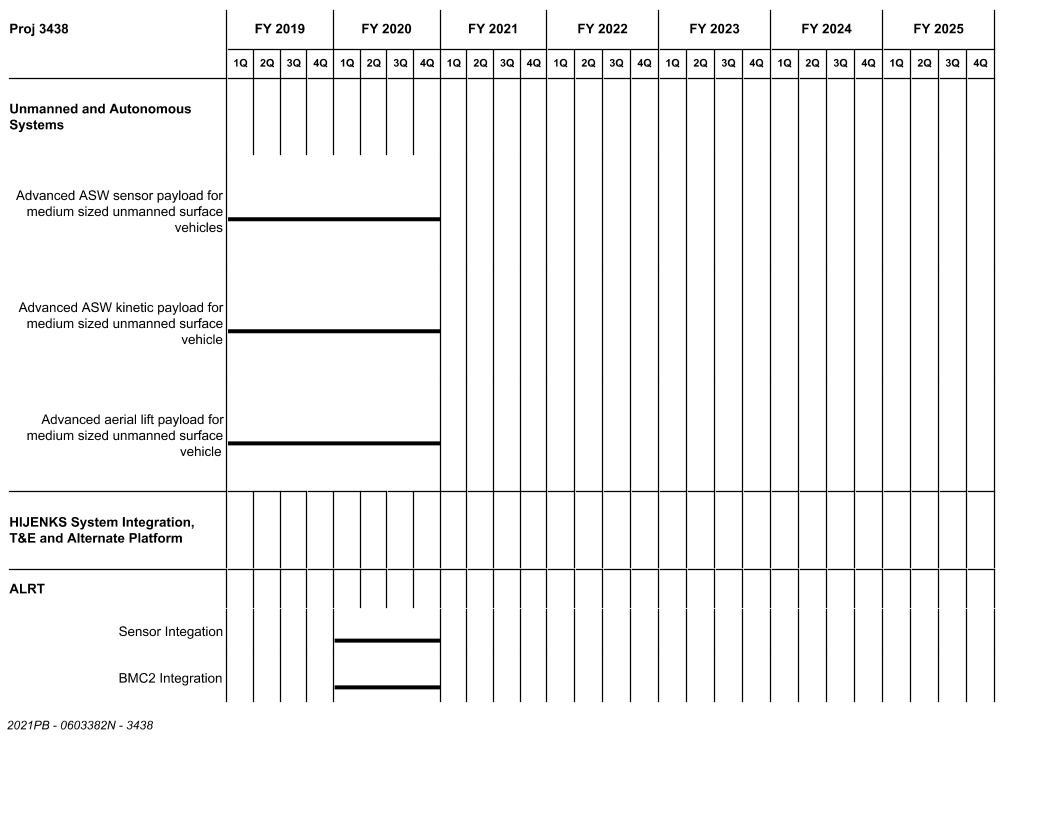 Proj 3438 FY 2019 FY 2020 FY 2021 FY 2022 FY 2023 FY 2024 FY 2025
1Q 2Q 3Q 4Q 1Q 2Q 3Q 4Q 1Q 2Q 3Q 4Q 1Q 2Q 3Q 4Q 1Q 2Q 3Q 4Q 1Q 2Q 3Q 4Q 1Q 2Q 3Q 4Q
Unmanned and Autonomous
Systems
Advanced ASW sensor payload for
medium sized unmanned surface
vehicles
Advanced ASW kinetic payload for
medium sized unmanned surface
vehicle
Advanced aerial lift payload for
medium sized unmanned surface
vehicle
HIJENKS System Integration,
T&E and Alternate Platform
ALRT
Sensor Integation
BMC2 Integration
2021PB - 0603382N - 3438